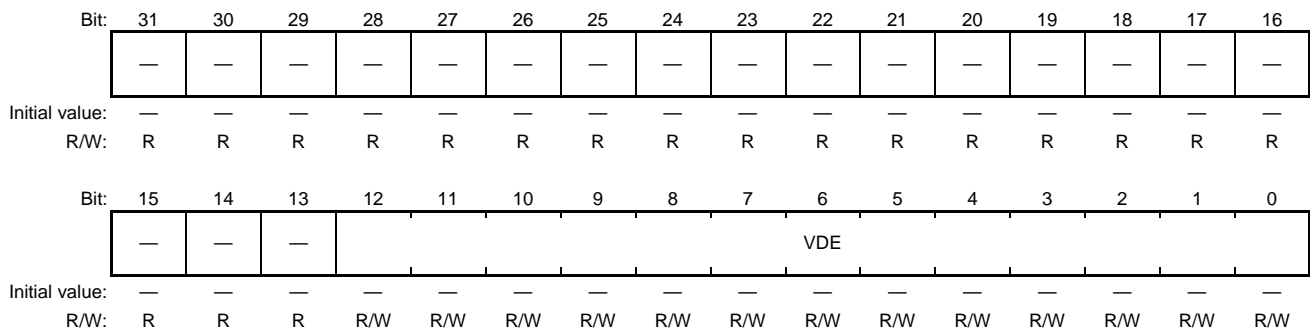 Bit: 31 30 29 28 27 26 25 24 23 22 21 20 19 18 17 16
— — — — — — — — — — — — — — — —
Initial value: — — — — — — — — — — — — — — — —
R/W: R R R R R R R R R R R R R R R R
Bit: 15 14 13 12 11 10 9 8 7 6 5 4 3 2 1 0
— — — VDE
Initial value: — — — — — — — — — — — — — — — —
R/W: R R R R/W R/W R/W R/W R/W R/W R/W R/W R/W R/W R/W R/W R/W